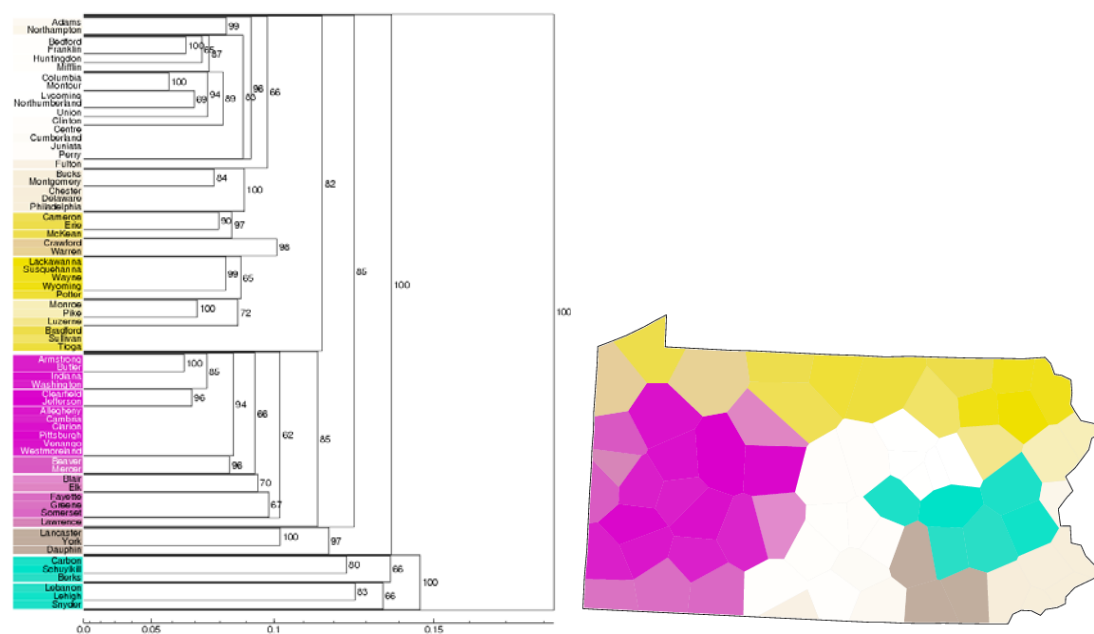 Adams
Northampton
99
Bedford
Franklin
100
65
87
Huntingdon
Mifflin
Columbia
Montour
100
Lycoming
Northumberland
69
94
89
83
96
66
Union
Clinton
Centre
Cumberland
Juniata
Perry
Fulton
Bucks
Montgomery
84
Chester
100
Delaware
Philadelphia
82
Cameron
Erie
90
97
McKean
Crawford
Warren
98
Lackawanna
Susquehanna
Wayne
99
65
Wyoming
Potter
85
100
Monroe
Pike
100
72
Luzerne
100
Bradford
Sullivan
Tioga
Armstrong
Butler
100
85
Indiana
Washington
Clearfield
Jefferson
96
94
66
62
85
Allegheny
Cambria
Clarion
Pittsburgh
Venango
Westmoreland
Beaver
Mercer
96
Blair
Elk
70
Fayette
Greene
67
Somerset
Lawrence
Lancaster
York
100
97
Dauphin
Carbon
Schuylkill
80
66
Berks
100
Lebanon
Lehigh
83
66
Snyder
0.0 0.05 0.1 0.15